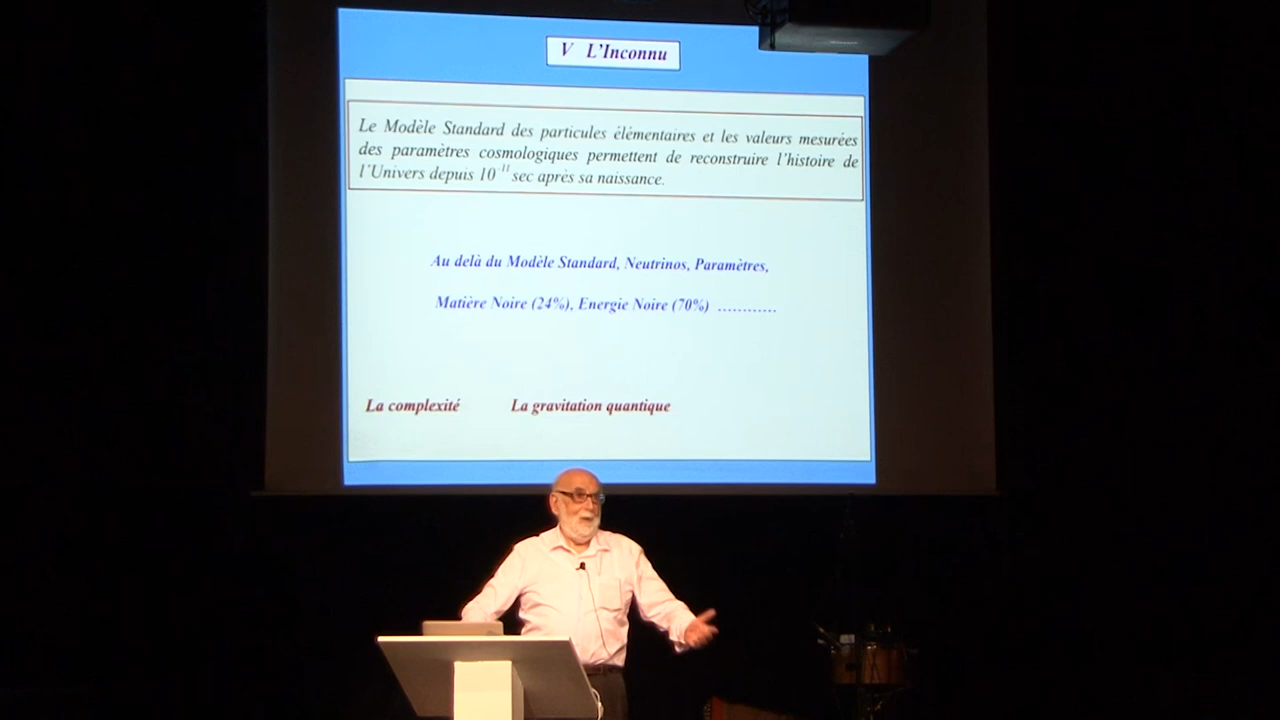 V L'Inconnu
Le Modèle Standard des particules élémentaires et les valeurs mesurées
des paramètres cosmologiques permettent de reconstruire l'histoire de
l'Univers depuis 10 11 sec après sa naissance.
Au delà du Modèle Standard, Neutrinos, Paramètres,
Matière Noire (24%), Energie Noire (70%) …………
La complexité La gravitation quantique